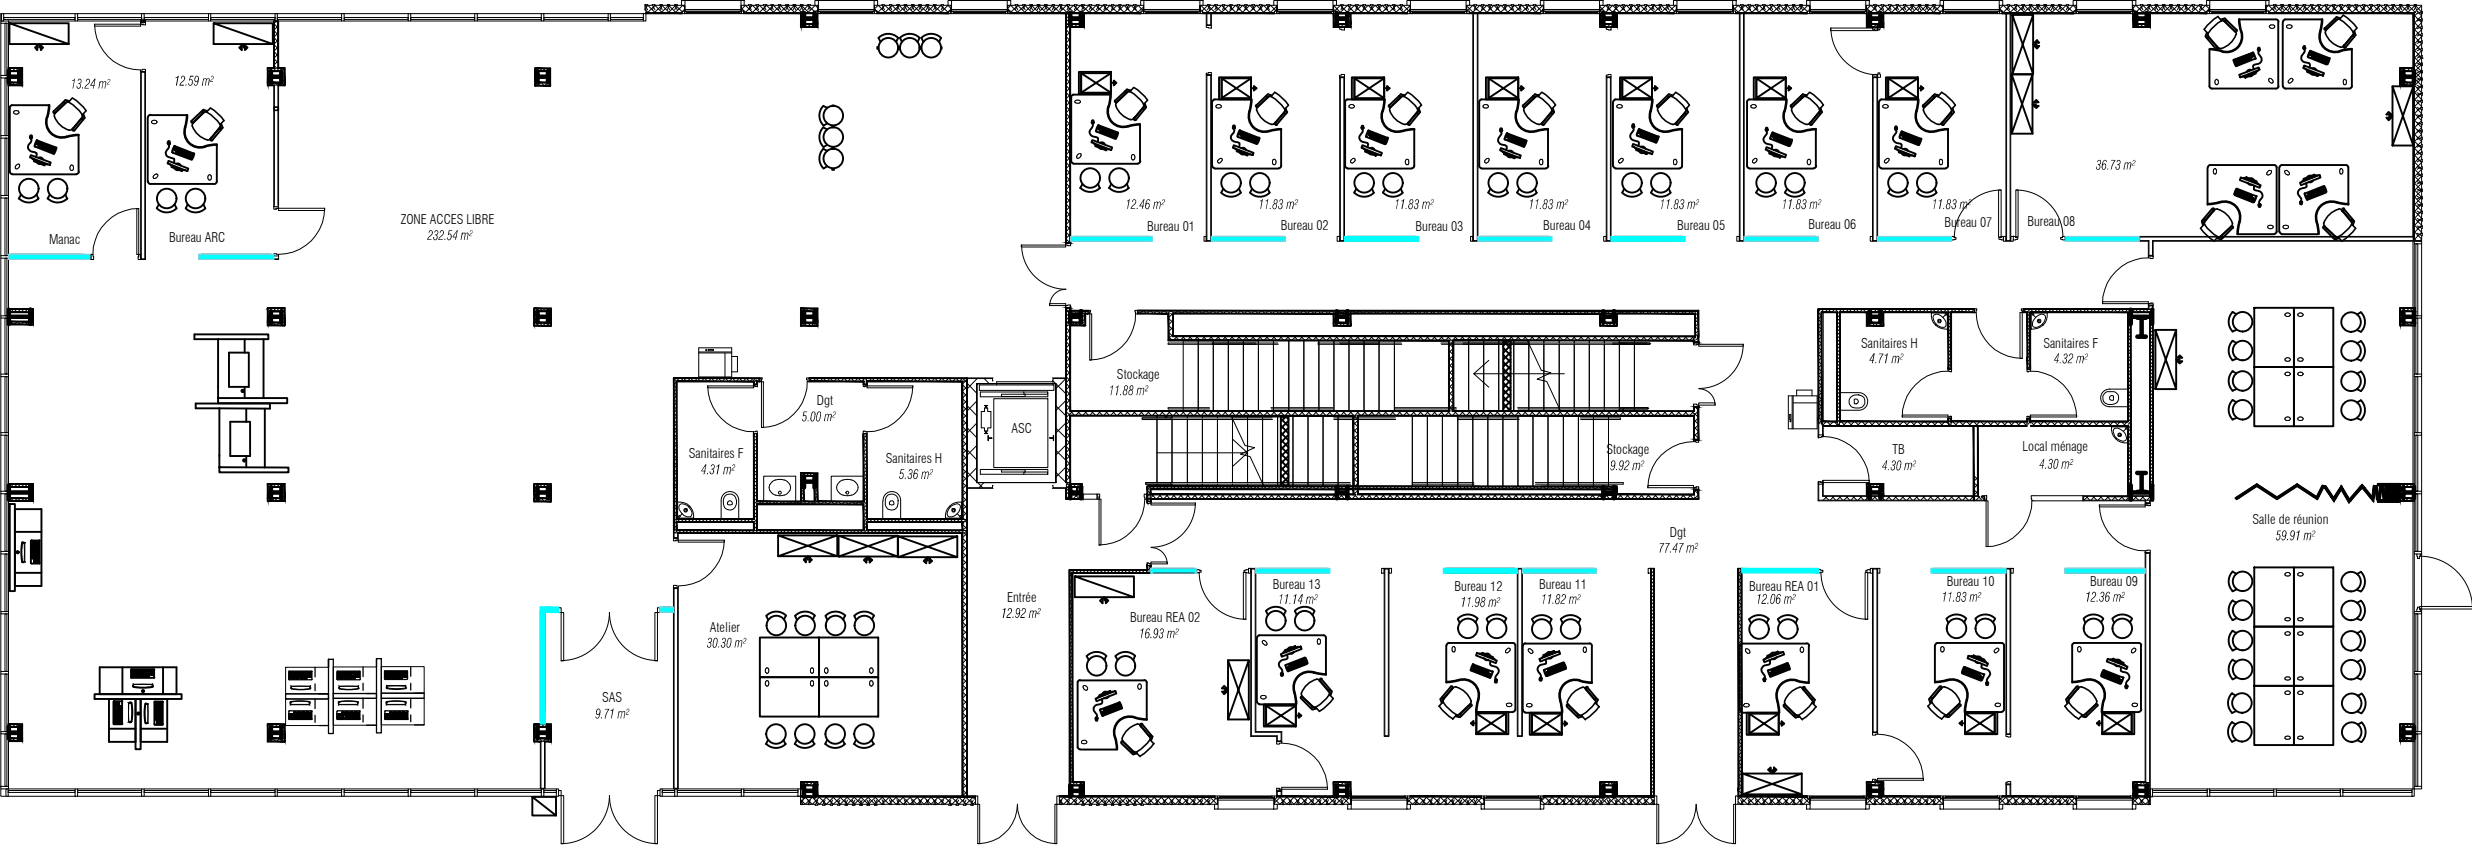 13.24 m²
Manac
12.59 m²
Bureau ARC
ZONE ACCES LIBRE
232.54 m²
12.46 m²
Bureau 01
11.83 m²
Bureau 02
11.83 m²
Bureau 03
11.83 m²
Bureau 04
11.83 m²
Bureau 05
11.83 m²
Bureau 06
11.83 m²
Bureau 07
36.73 m²
Bureau 08
Stockage
11.88 m²
Sanitaires H
4.71 m²
Sanitaires F
4.32 m²
Dgt
5.00 m²
ASC
Sanitaires F
4.31 m²
Sanitaires H
5.36 m²
Stockage
9.92 m²
TB
4.30 m²
Local ménage
4.30 m²
Salle de réunion
59.91 m²
Dgt
77.47 m²
Entrée
12.92 m²
Bureau REA 02
16.93 m²
Bureau 13
11.14 m²
Bureau 12
11.98 m²
Bureau 11
11.82 m²
Bureau REA 01
12.06 m²
Bureau 10
11.83 m²
Bureau 09
12.36 m²
Atelier
30.30 m²
SAS
9.71 m²